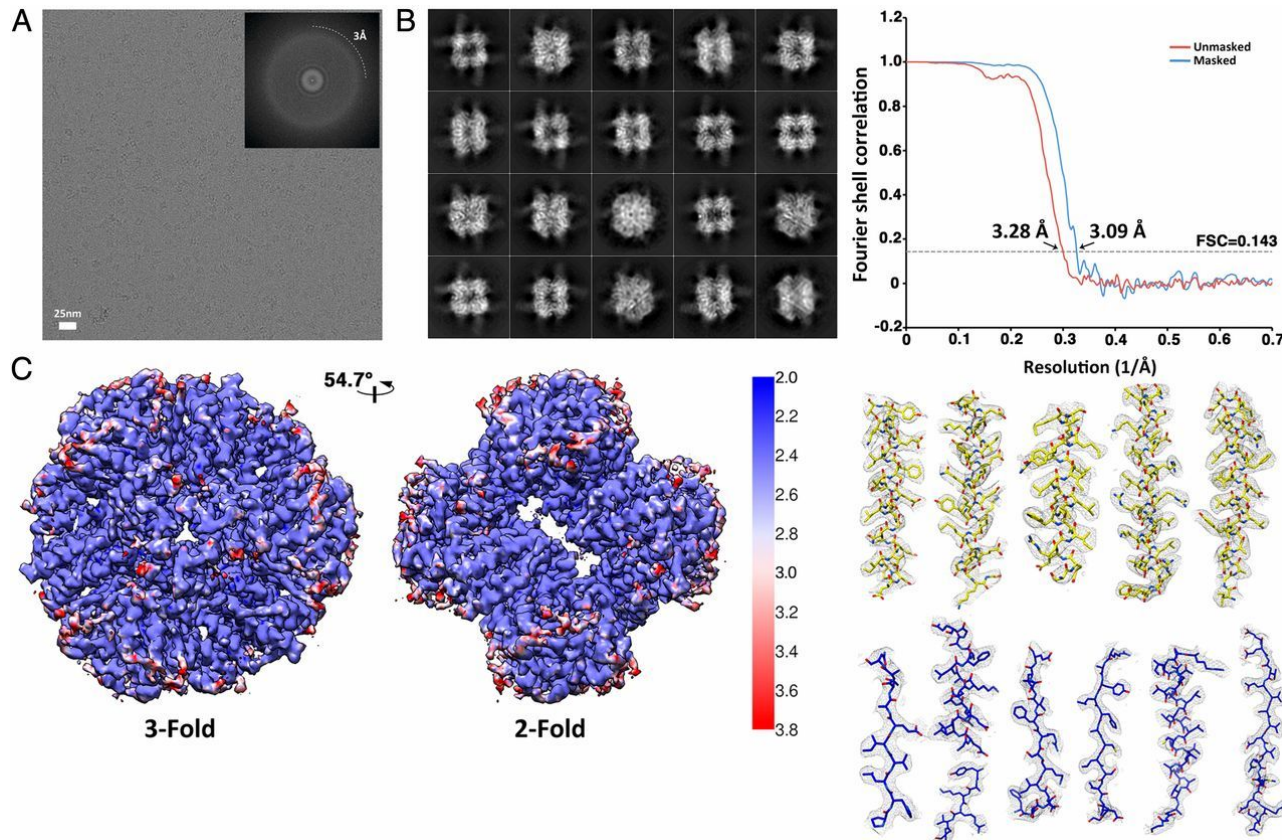 A
3Å
25nm
B
Unmasked
Masked
Fourier shell correlation
1.2
1.0
0.8
0.6
0.4
0.2
0
-0.2
3.28 Å
3.09 Å
FSC=0.143
0
0.1
0.2
0.3
0.4
0.5
0.6
0.7
Resolution (1/Å)
C
54.7°
2.0
2.2
2.4
2.6
2.8
3.0
3.2
3.4
3.6
3.8
3-Fold
2-Fold